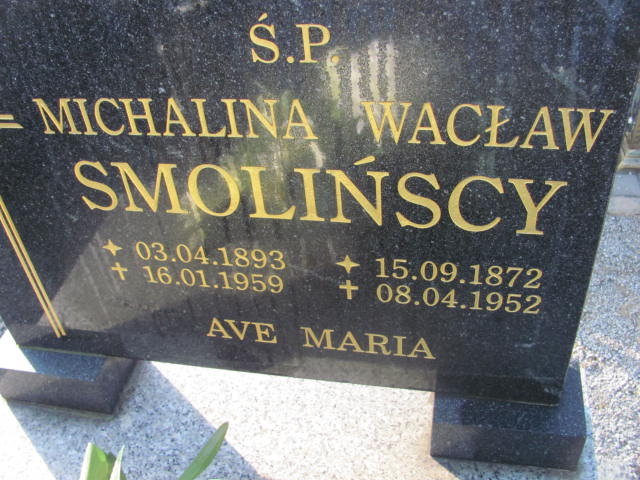 Ś.P.
MICHALINA WACŁAW
SMOLIŃSCY
03.04.1893 15.09.1872
16.01.1959 08.04.1952
AVE MARIA